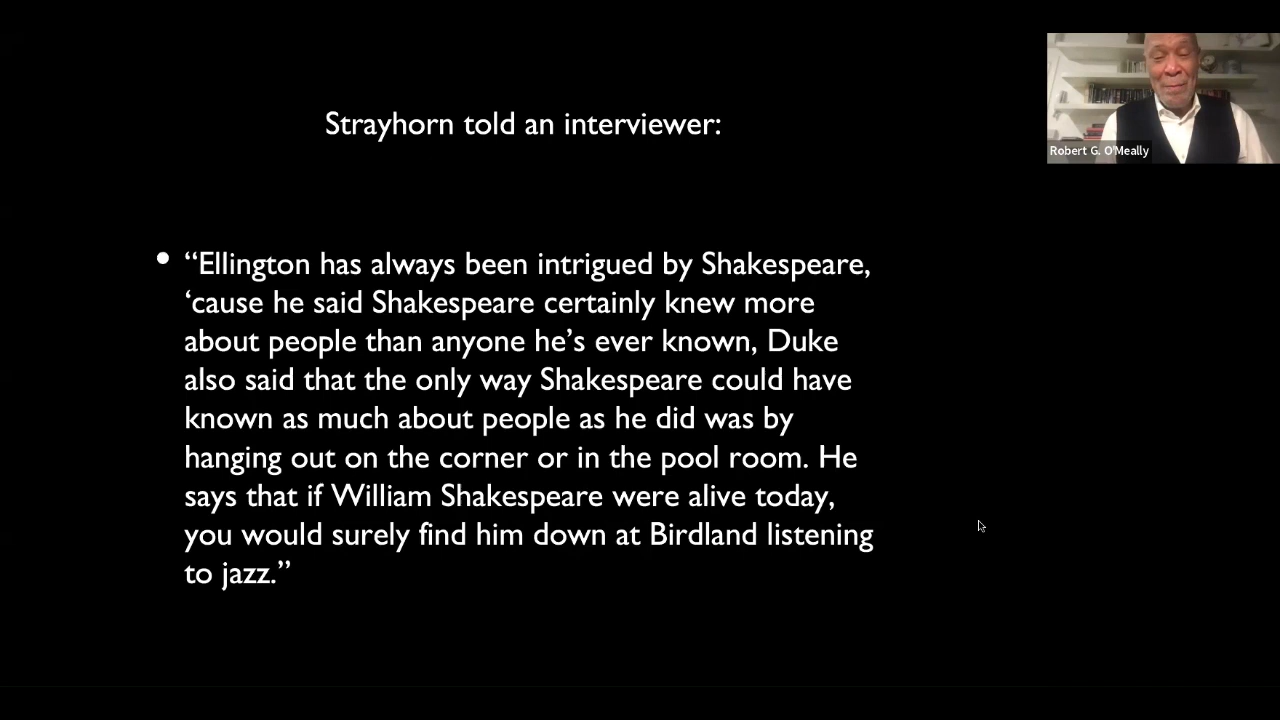 Strayhorn told an interviewer:
Robert G. O'Meally
• “Ellington has always been intrigued by Shakespeare,
‘cause he said Shakespeare certainly knew more
about people than anyone he’s ever known, Duke
also said that the only way Shakespeare could have
known as much about people as he did was by
hanging out on the corner or in the pool room. He
says that if William Shakespeare were alive today,
you would surely find him down at Birdland listening
to jazz.”